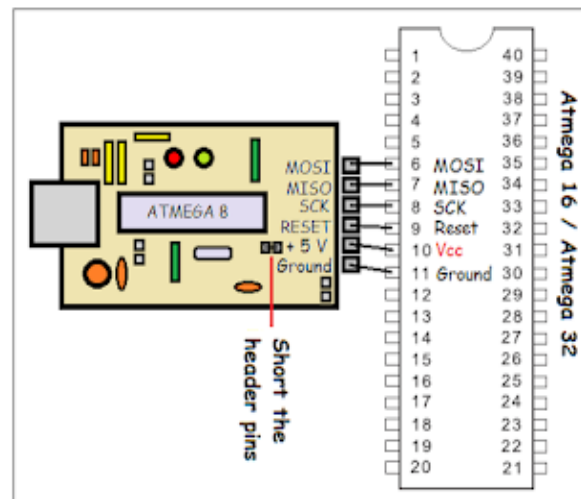 MOSI
MISO
SCK
RESET
+ 5 V
Ground
ATMEGA 8
Short the
header pins
1 40
2 39
3 38
4 37
5 36
6 MOSI 35
7 MISO 34
8 SCK 33
9 Reset 32
10 Vcc 31
11 Ground 30
12 29
13 28
14 27
15 26
16 25
17 24
18 23
19 22
20 21
Atmega 16 / Atmega 32